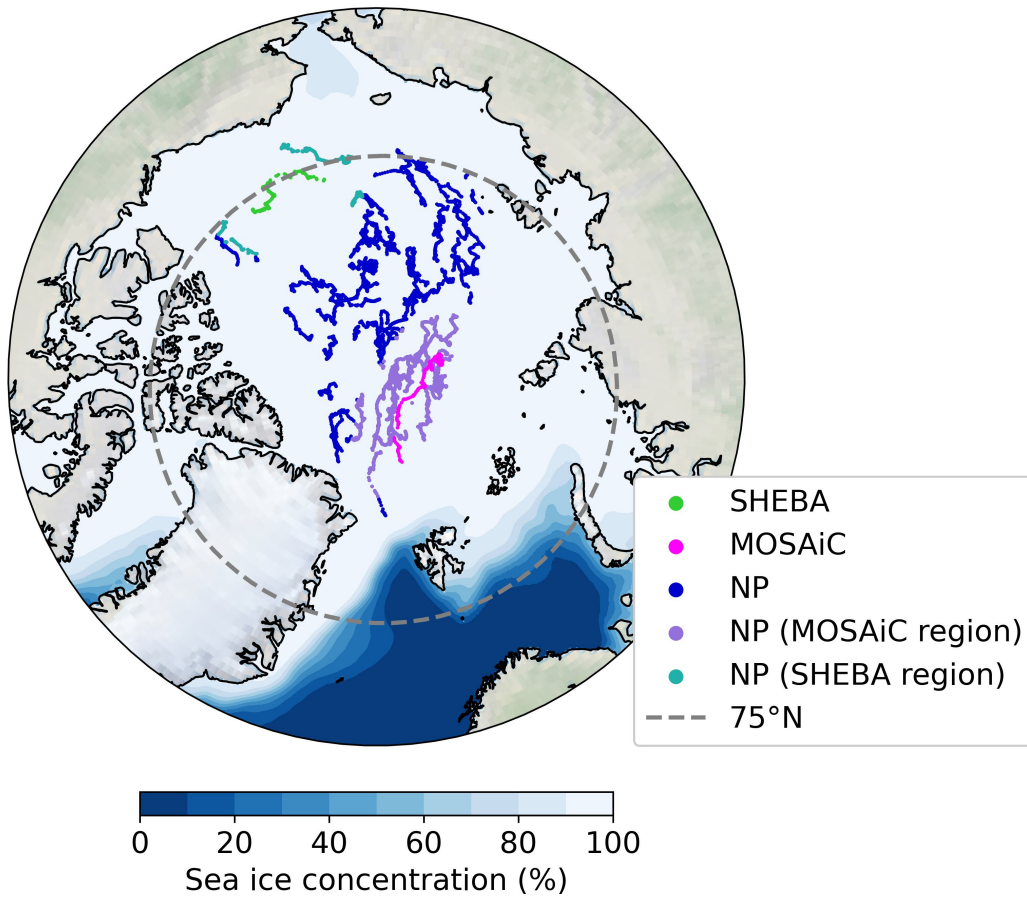 SHEBA
MOSAiC
NP
NP (MOSAiC region)
NP (SHEBA region)
75°N
0 20 40 60 80 100
Sea ice concentration (%)